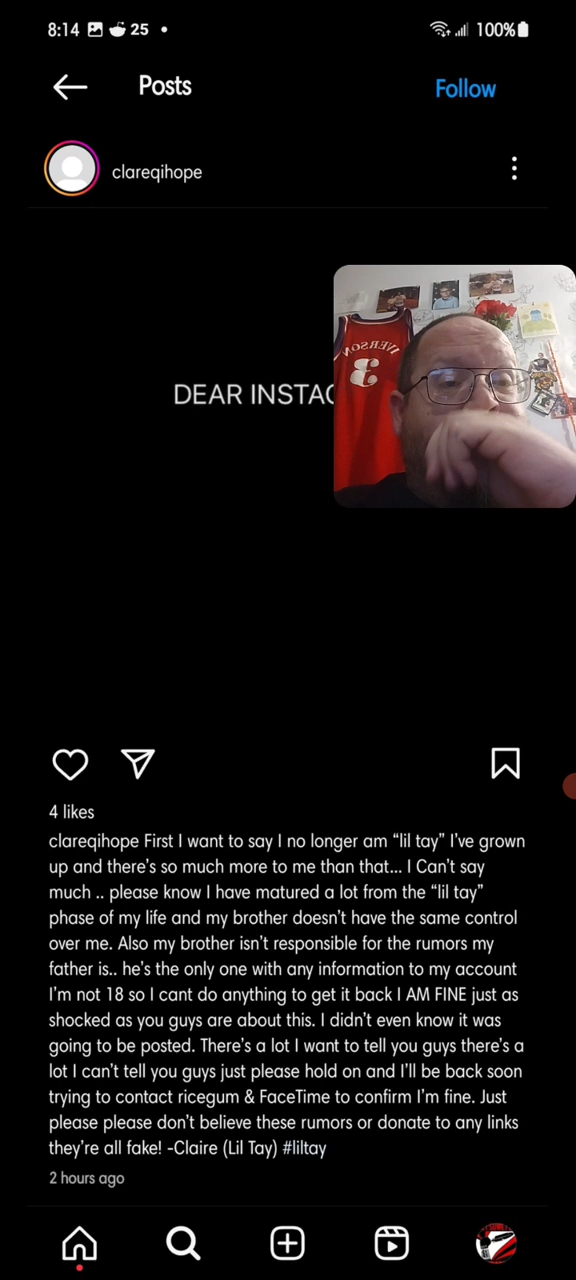 8:14 25 100%
Posts Follow
clareqihope
DEAR INSTAG
IVERSON
3
4 likes
clareqihope First I want to say I no longer am “lil tay” I’ve grown
up and there’s so much more to me than that... I Can’t say
much .. please know I have matured a lot from the “lil tay”
phase of my life and my brother doesn’t have the same control
over me. Also my brother isn’t responsible for the rumors my
father is.. he’s the only one with any information to my account
I’m not 18 so I cant do anything to get it back I AM FINE just as
shocked as you guys are about this. I didn’t even know it was
going to be posted. There’s a lot I want to tell you guys there’s a
lot I can’t tell you guys just please hold on and I’ll be back soon
trying to contact ricegum & FaceTime to confirm I’m fine. Just
please please don’t believe these rumors or donate to any links
they’re all fake! -Claire (Lil Tay) #liltay
2 hours ago